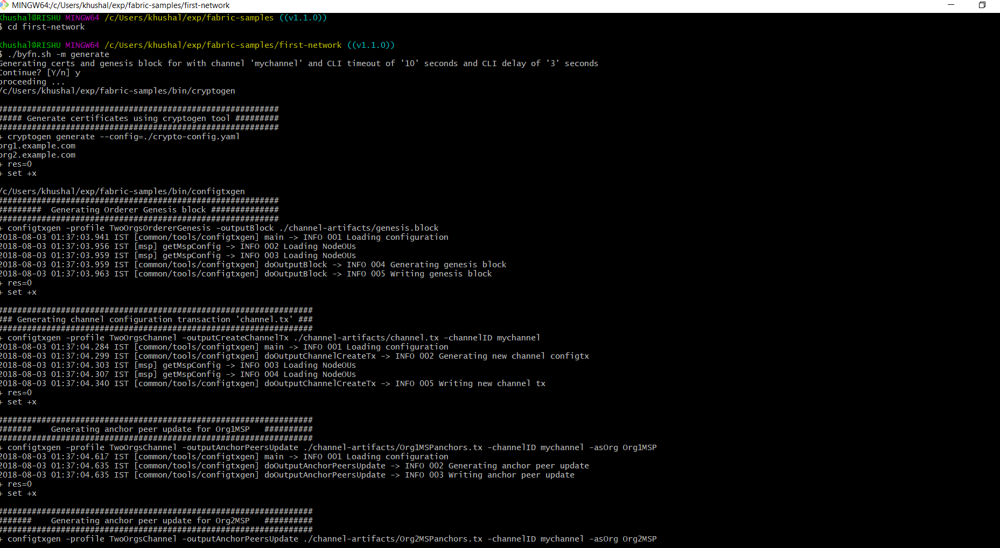 MINGW64:/c/Users/khushal/exp/fabric-samples/first-network
Khushal@RISHU MINGW64 /c/Users/khushal/exp/fabric-samples ((v1.1.0))
$ cd first-network
Khushal@RISHU MINGW64 /c/Users/khushal/exp/fabric-samples/first-network ((v1.1.0))
$ ./byfn.sh -m generate
Generating certs and genesis block for with channel 'mychannel' and CLI timeout of '10' seconds and CLI delay of '3' seconds
Continue? [Y/n] y
proceeding ...
/c/Users/khushal/exp/fabric-samples/bin/cryptogen
##########################################################
##### Generate certificates using cryptogen tool #########
##########################################################
+ cryptogen generate --config=./crypto-config.yaml
org1.example.com
org2.example.com
+ res=0
+ set +x
/c/Users/khushal/exp/fabric-samples/bin/configtxgen
##########################################################
#########  Generating Orderer Genesis block ##############
##########################################################
+ configtxgen -profile TwoOrgsOrdererGenesis -outputBlock ./channel-artifacts/genesis.block
2018-08-03 01:37:03.941 IST [common/tools/configtxgen] main -> INFO 001 Loading configuration
2018-08-03 01:37:03.956 IST [msp] getMspConfig -> INFO 002 Loading NodeOUs
2018-08-03 01:37:03.959 IST [msp] getMspConfig -> INFO 003 Loading NodeOUs
2018-08-03 01:37:03.959 IST [common/tools/configtxgen] doOutputBlock -> INFO 004 Generating genesis block
2018-08-03 01:37:03.963 IST [common/tools/configtxgen] doOutputBlock -> INFO 005 Writing genesis block
+ res=0
+ set +x
#################################################################
### Generating channel configuration transaction 'channel.tx' ###
#################################################################
+ configtxgen -profile TwoOrgsChannel -outputCreateChannelTx ./channel-artifacts/channel.tx -channelID mychannel
2018-08-03 01:37:04.284 IST [common/tools/configtxgen] main -> INFO 001 Loading configuration
2018-08-03 01:37:04.299 IST [common/tools/configtxgen] doOutputChannelCreateTx -> INFO 002 Generating new channel configtx
2018-08-03 01:37:04.303 IST [msp] getMspConfig -> INFO 003 Loading NodeOUs
2018-08-03 01:37:04.307 IST [msp] getMspConfig -> INFO 004 Loading NodeOUs
2018-08-03 01:37:04.340 IST [common/tools/configtxgen] doOutputChannelCreateTx -> INFO 005 Writing new channel tx
+ res=0
+ set +x
#################################################################
#######    Generating anchor peer update for Org1MSP   ##########
#################################################################
+ configtxgen -profile TwoOrgsChannel -outputAnchorPeersUpdate ./channel-artifacts/Org1MSPanchors.tx -channelID mychannel -asOrg Org1MSP
2018-08-03 01:37:04.617 IST [common/tools/configtxgen] main -> INFO 001 Loading configuration
2018-08-03 01:37:04.635 IST [common/tools/configtxgen] doOutputAnchorPeersUpdate -> INFO 002 Generating anchor peer update
2018-08-03 01:37:04.635 IST [common/tools/configtxgen] doOutputAnchorPeersUpdate -> INFO 003 Writing anchor peer update
+ res=0
+ set +x
#################################################################
#######    Generating anchor peer update for Org2MSP   ##########
#################################################################
+ configtxgen -profile TwoOrgsChannel -outputAnchorPeersUpdate ./channel-artifacts/Org2MSPanchors.tx -channelID mychannel -asOrg Org2MSP